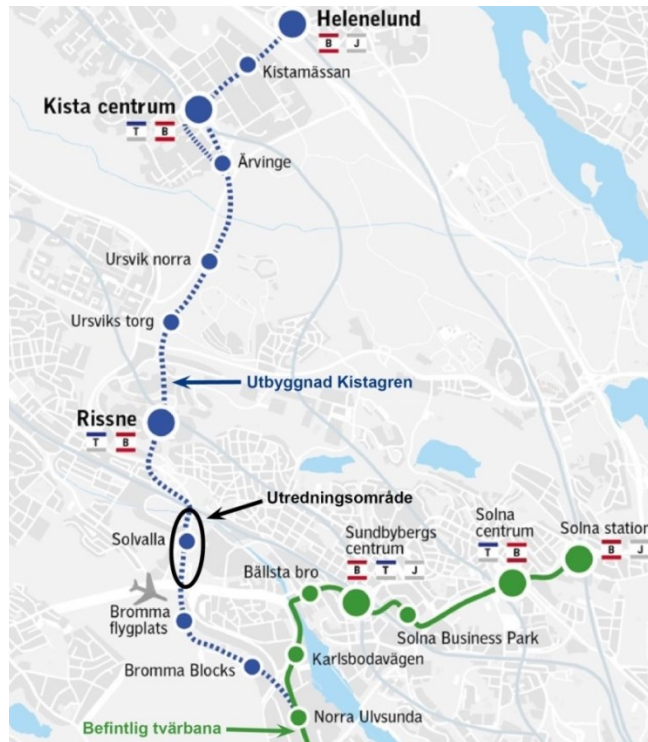 Helenelund
B J
Kistamässan
Kista centrum
T B
Ärvinge
Ursvik norra
Ursviks torg
Utbyggnad Kistagren
Rissne
T B
Utredningsområde
Solvalla
Sundbybergs
centrum
B T J
Solna
centrum
T B
Solna station
B J
Bällsta bro
Bromma
flygplats
Solna Business Park
Karlsbodavägen
Bromma Blocks
Norra Ulvsunda
Befintlig tvärbana